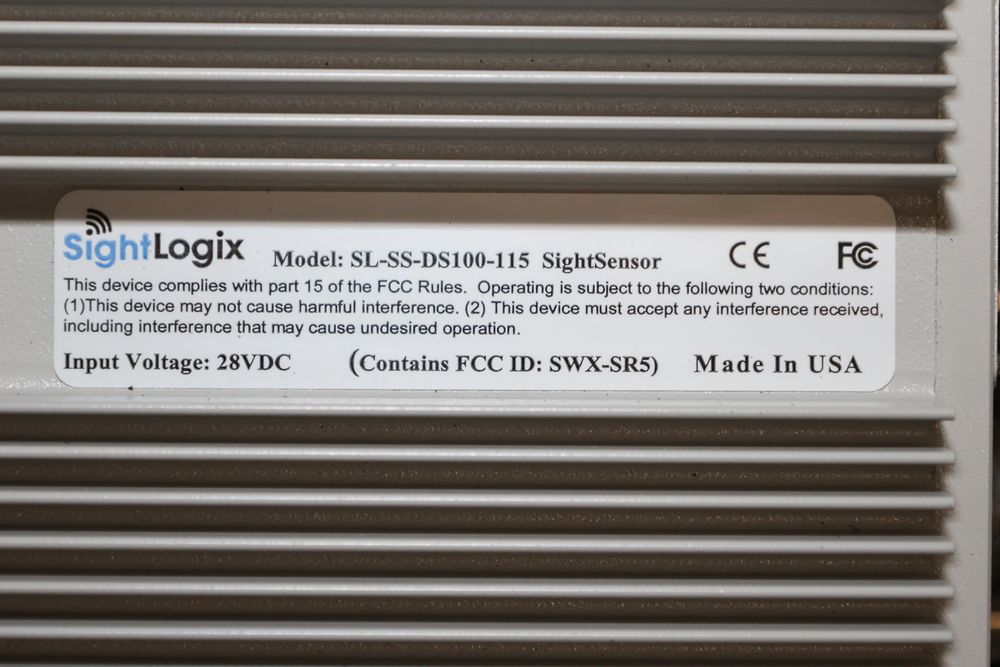 SightLogix
Model: SL-SS-DS100-115 SightSensor
CE
FC
This device complies with part 15 of the FCC Rules. Operating is subject to the following two conditions:
(1)This device may not cause harmful interference. (2) This device must accept any interference received,
including interference that may cause undesired operation.
Input Voltage: 28VDC (Contains FCC ID: SWX-SR5) Made In USA